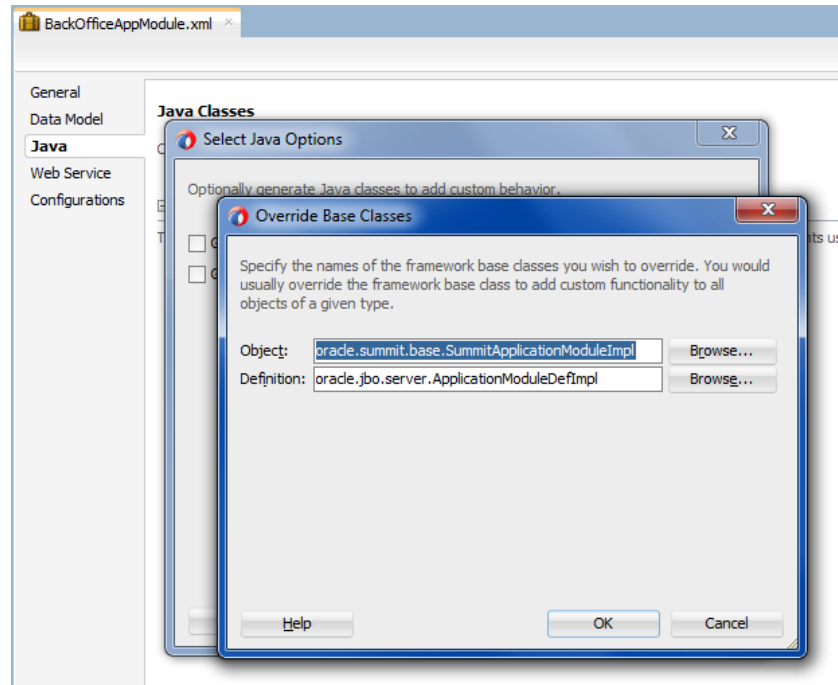 BackOfficeAppModule.xml
General
Data Model
Java
Web Service
Configurations
Java Classes
Select Java Options
Optionally generate Java classes to add custom behavior.
Override Base Classes
Specify the names of the framework base classes you wish to override. You would
usually override the framework base class to add custom functionality to all
objects of a given type.
Object: oracle.summit.base.SummitApplicationModuleImpl Browse...
Definition: oracle.jbo.server.ApplicationModuleDefImpl Browse...
Help OK Cancel